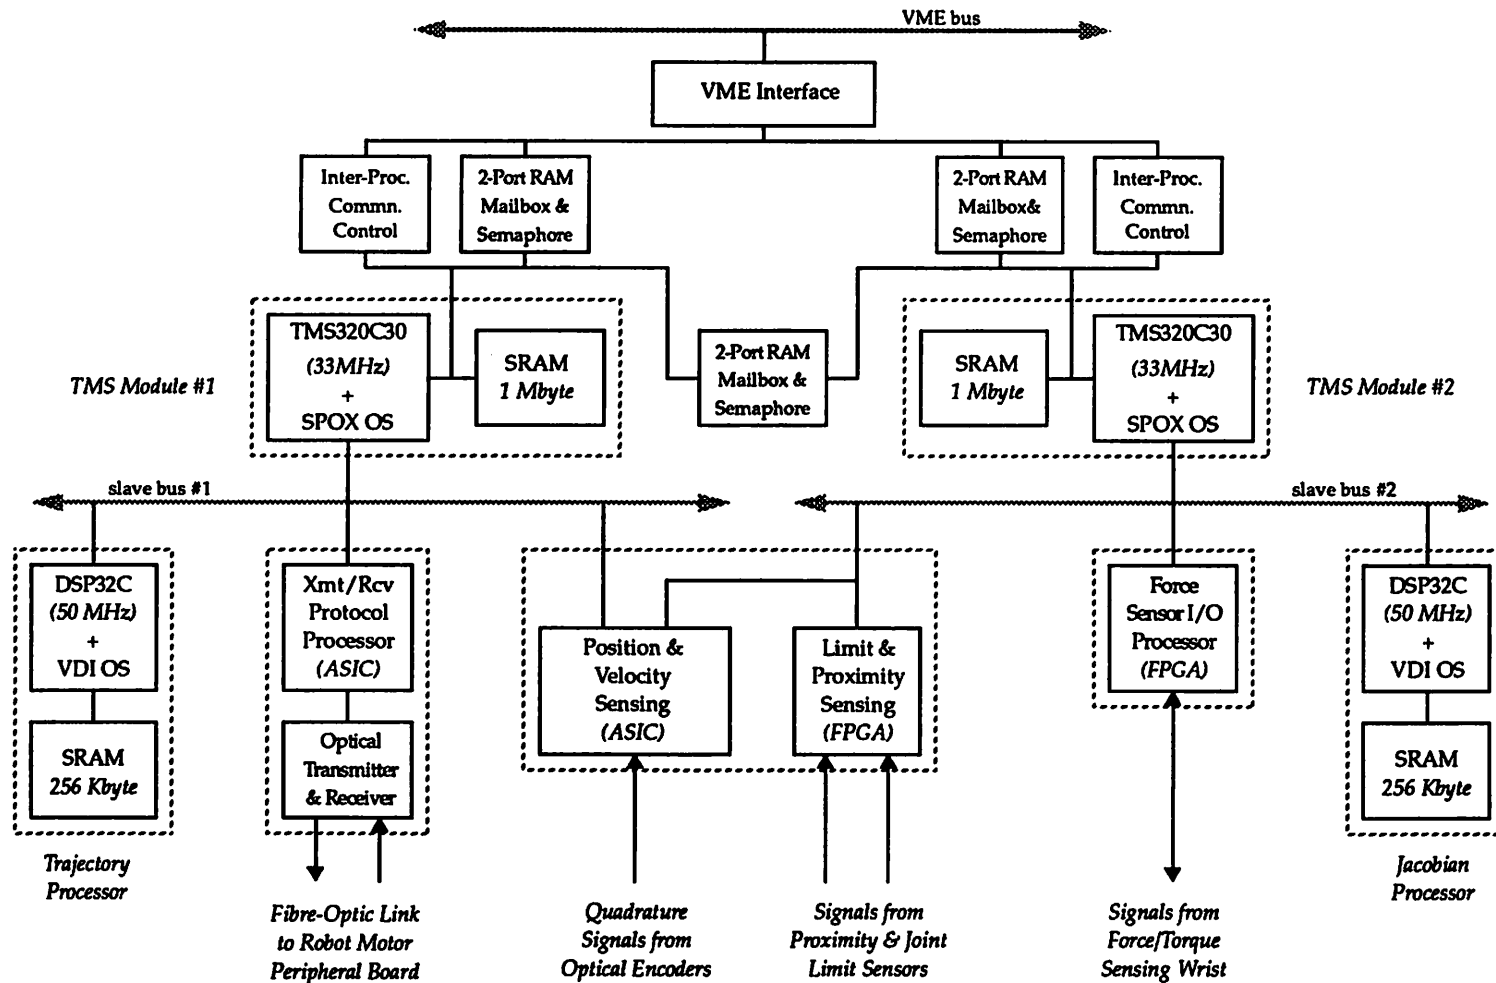 VME bus
VME Interface
Inter-Proc.
Commn.
Control
2-Port RAM
Mailbox &
Semaphore
2-Port RAM
Mailbox&
Semaphore
Inter-Proc.
Commn.
Control
TMS Module #1
TMS320C30
(33MHz)
+
SPOX OS
SRAM
1 Mbyte
2-Port RAM
Mailbox &
Semaphore
SRAM
1 Mbyte
TMS320C30
(33MHz)
+
SPOX OS
TMS Module #2
slave bus #1
slave bus #2
DSP32C
(50 MHz)
+
VDI OS
SRAM
256 Kbyte
Trajectory
Processor
Xmt/Rcv
Protocol
Processor
(ASIC)
Optical
Transmitter
& Receiver
Fibre-Optic Link
to Robot Motor
Peripheral Board
Position &
Velocity
Sensing
(ASIC)
Quadrature
Signals from
Optical Encoders
Limit &
Proximity
Sensing
(FPGA)
Signals from
Proximity & Joint
Limit Sensors
Force
Sensor I/O
Processor
(FPGA)
Signals from
Force/Torque
Sensing Wrist
DSP32C
(50 MHz)
+
VDI OS
SRAM
256 Kbyte
Jacobian
Processor